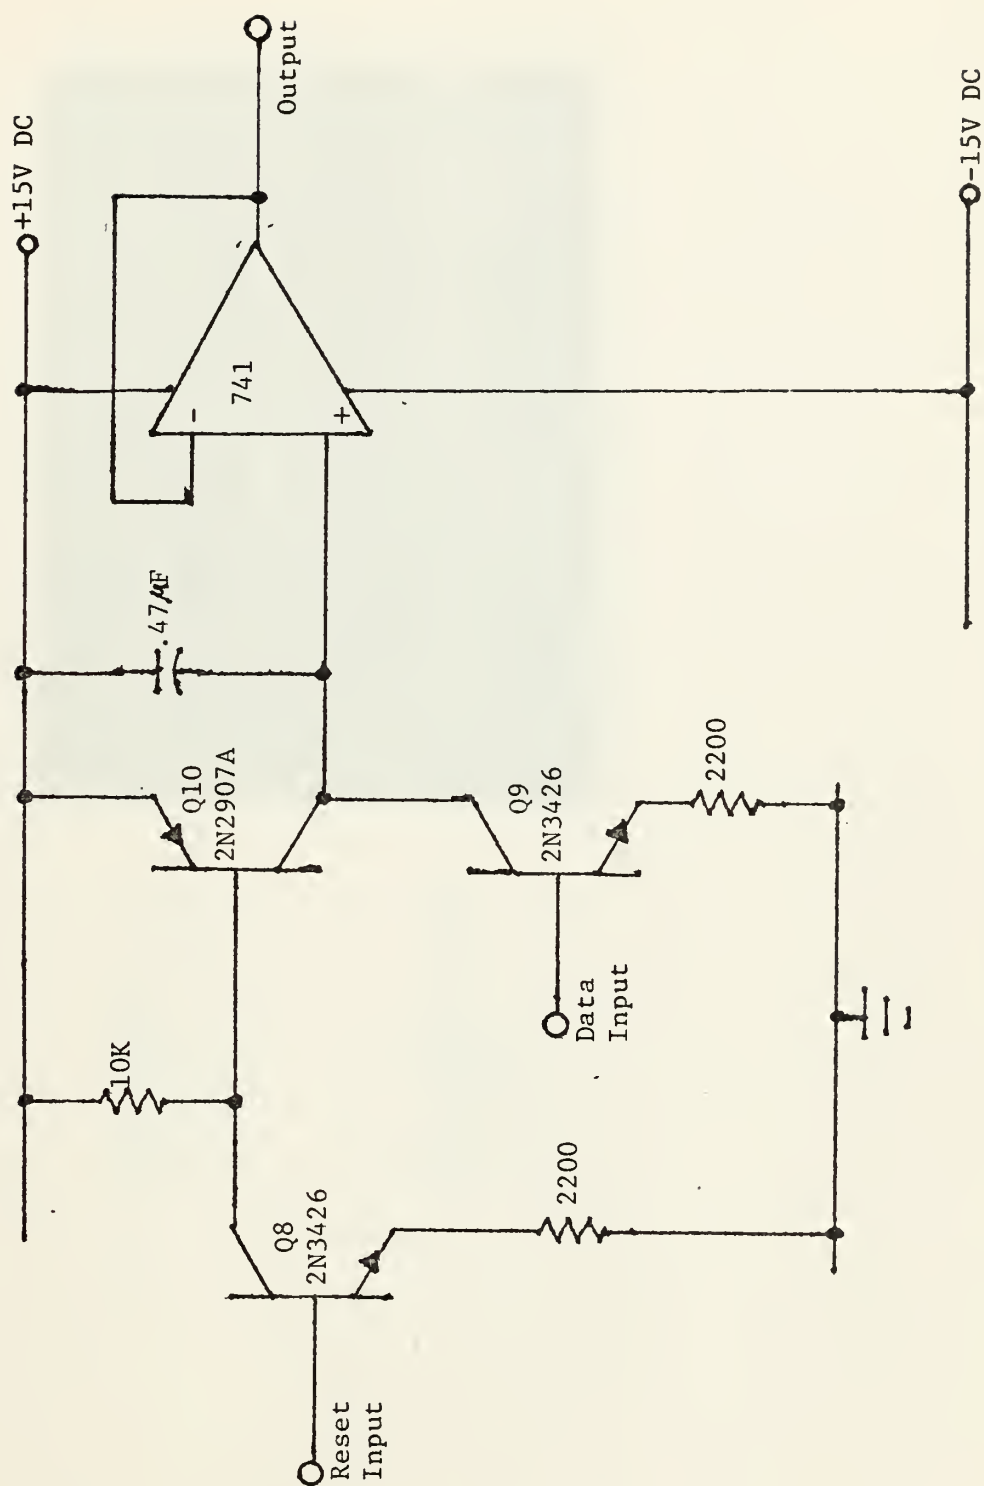 +15V DC
Output
741
-
+
.47µF
Q10
2N2907A
10K
Q9
2N3426
2200
Data
Input
Q8
2N3426
2200
Reset
Input
-15V DC